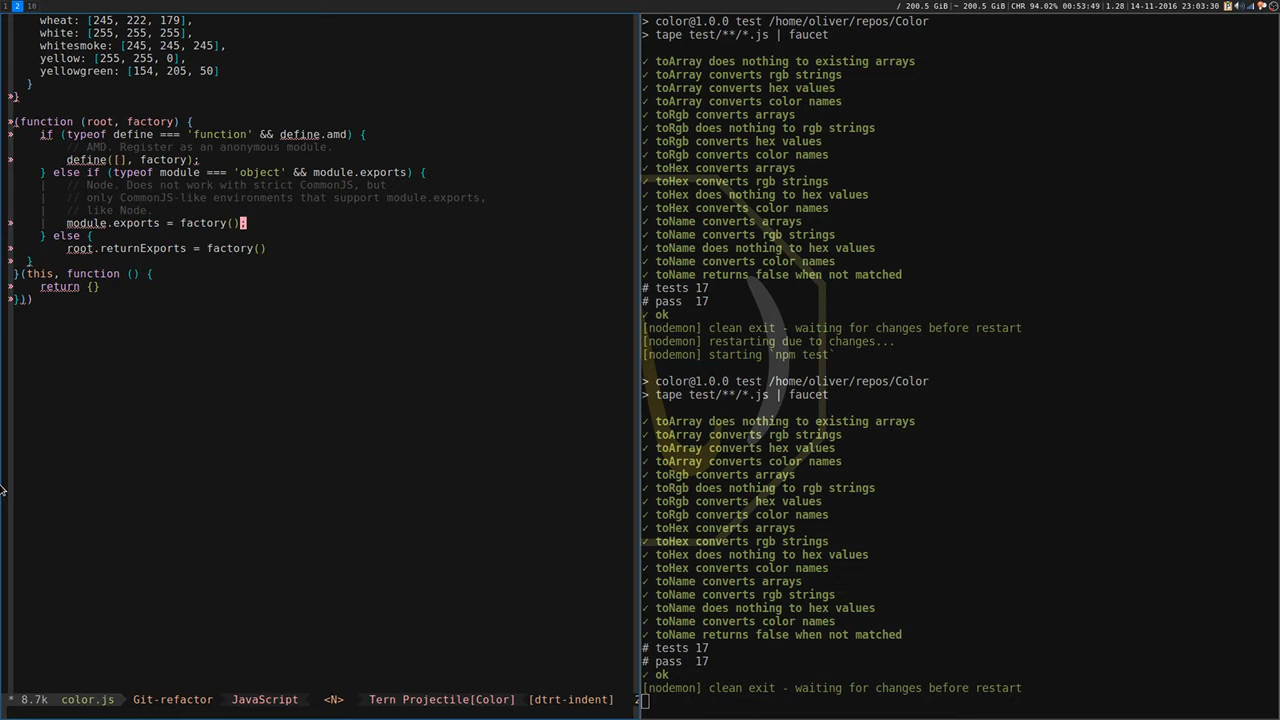 1 2 10
/ 200.5 GiB|~ 200.5 GiB|CHR 94.02% 00:53:49|1.28|14-11-2016 23:03:30
wheat: [245, 222, 179],
white: [255, 255, 255],
whitesmoke: [245, 245, 245],
yellow: [255, 255, 0],
yellowgreen: [154, 205, 50]
}
}
(function (root, factory) {
if (typeof define === 'function' && define.amd) {
// AMD. Register as an anonymous module.
define([], factory);
} else if (typeof module === 'object' && module.exports) {
// Node. Does not work with strict CommonJS, but
// only CommonJS-like environments that support module.exports,
// like Node.
module.exports = factory();
} else {
root.returnExports = factory()
}
}(this, function () {
return {}
}))
* 8.7k color.js Git-refactor JavaScript <N> Tern Projectile[Color] [dtrt-indent] 2
> color@1.0.0 test /home/oliver/repos/Color
> tape test/**/*.js | faucet
✓ toArray does nothing to existing arrays
✓ toArray converts rgb strings
✓ toArray converts hex values
✓ toArray converts color names
✓ toRgb converts arrays
✓ toRgb does nothing to rgb strings
✓ toRgb converts hex values
✓ toRgb converts color names
✓ toHex converts arrays
✓ toHex converts rgb strings
✓ toHex does nothing to hex values
✓ toHex converts color names
✓ toName converts arrays
✓ toName converts rgb strings
✓ toName does nothing to hex values
✓ toName converts color names
✓ toName returns false when not matched
# tests 17
# pass  17
✓ ok
[nodemon] clean exit - waiting for changes before restart
[nodemon] restarting due to changes...
[nodemon] starting `npm test`
> color@1.0.0 test /home/oliver/repos/Color
> tape test/**/*.js | faucet
✓ toArray does nothing to existing arrays
✓ toArray converts rgb strings
✓ toArray converts hex values
✓ toArray converts color names
✓ toRgb converts arrays
✓ toRgb does nothing to rgb strings
✓ toRgb converts hex values
✓ toRgb converts color names
✓ toHex converts arrays
✓ toHex converts rgb strings
✓ toHex does nothing to hex values
✓ toHex converts color names
✓ toName converts arrays
✓ toName converts rgb strings
✓ toName does nothing to hex values
✓ toName converts color names
✓ toName returns false when not matched
# tests 17
# pass  17
✓ ok
[nodemon] clean exit - waiting for changes before restart